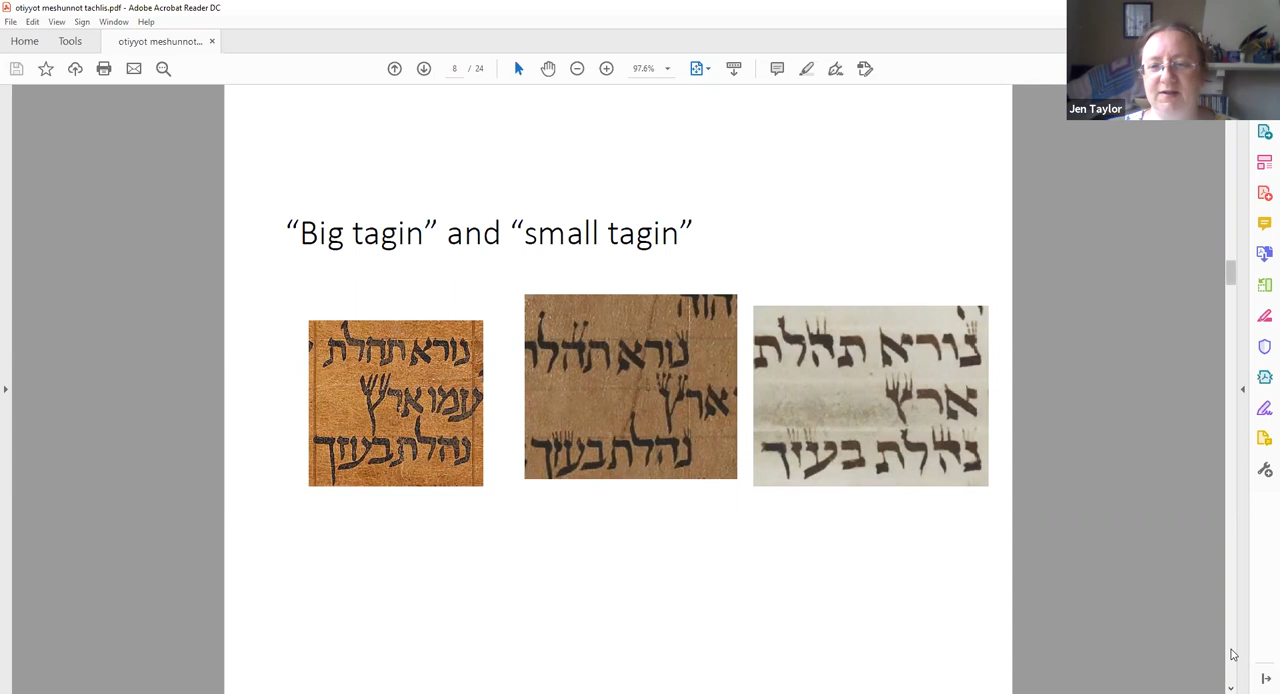 otiyyot meshunnot tachlis.pdf - Adobe Acrobat Reader DC
File Edit View Sign Window Help
Home Tools otiyyot meshunnot... ×
8 / 24 97.6%
Jen Taylor
“Big tagin” and “small tagin”
נורא תהלת
עמו ארץ
נהלת בעזך
נורא תהלת
ארץ
נהלת בעזך
נורא תהלת
ארץ
נהלת בעזך